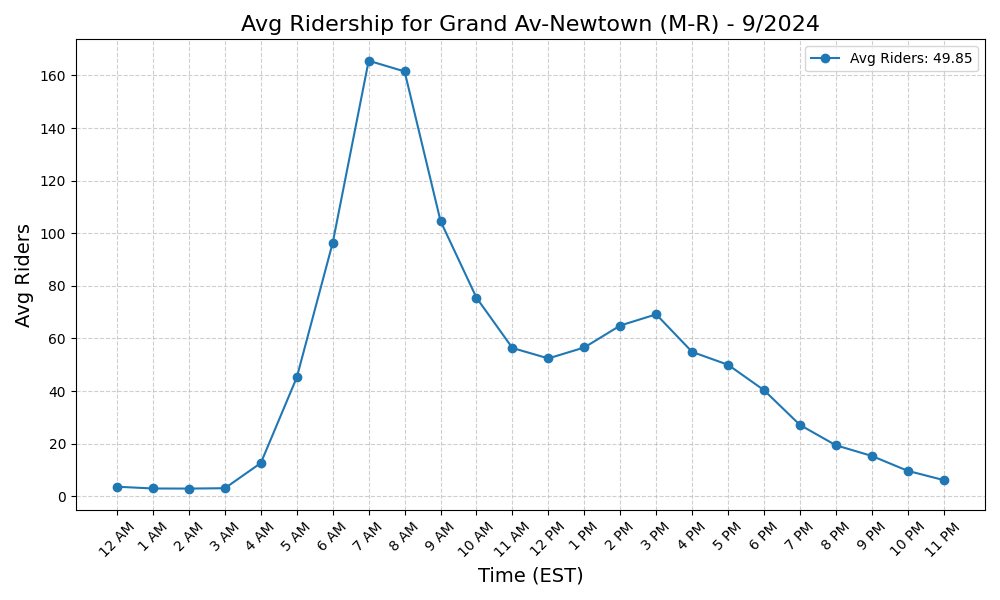 Avg Ridership for Grand Av-Newtown (M-R) - 9/2024
Avg Riders: 49.85
Avg Riders
160
140
120
100
80
60
40
20
0
12 AM
1 AM
2 AM
3 AM
4 AM
5 AM
6 AM
7 AM
8 AM
9 AM
10 AM
11 AM
12 PM
1 PM
2 PM
3 PM
4 PM
5 PM
6 PM
7 PM
8 PM
9 PM
10 PM
11 PM
Time (EST)